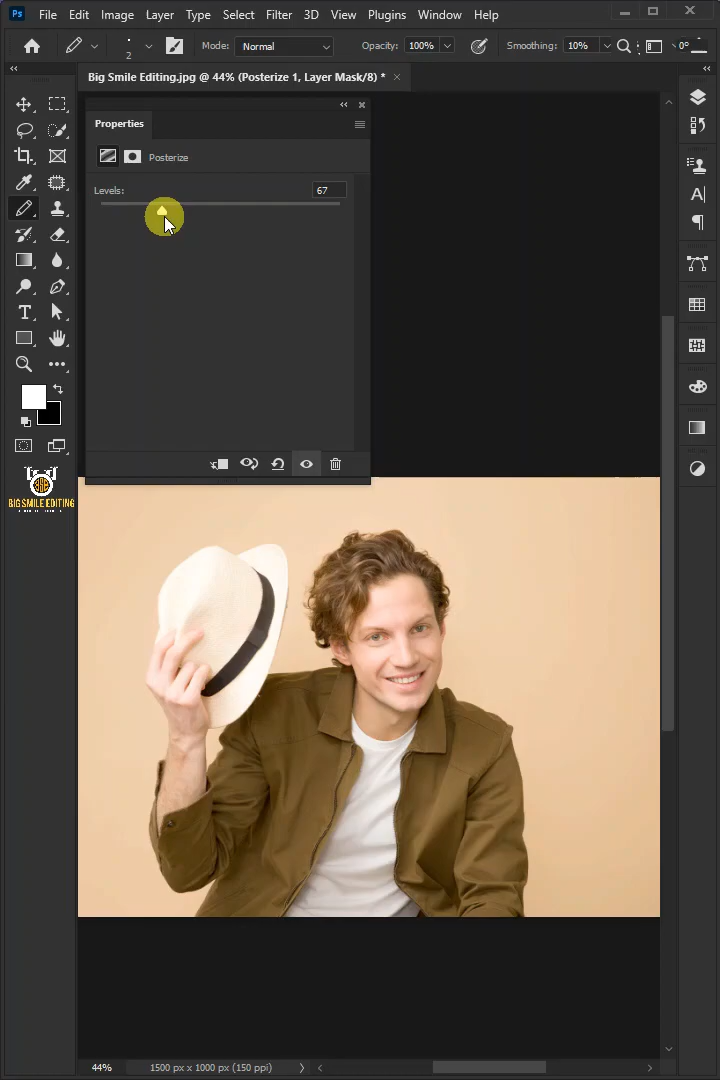 Ps File Edit Image Layer Type Select Filter 3D View Plugins Window Help
2 Mode: Normal Opacity: 100% Smoothing: 10% 0°
Big Smile Editing.jpg @ 44% (Posterize 1, Layer Mask/8) *
Properties
Posterize
Levels: 67
BIG SMILE EDITING
44% 1500 px x 1000 px (150 ppi)